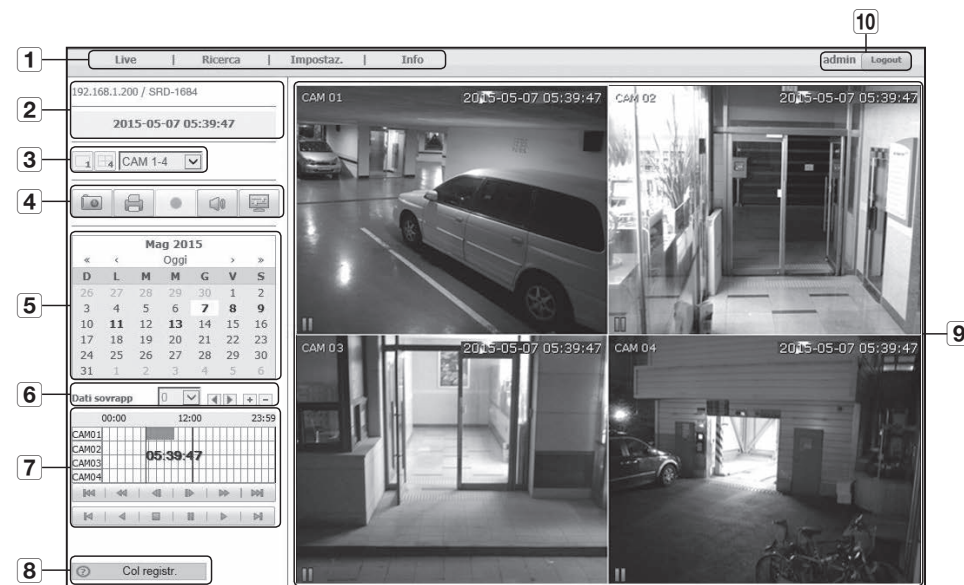 10
1 Live | Ricerca | Impostaz. | Info admin Logout
2 192.168.1.200 / SRD-1684
2015-05-07 05:39:47
3 1 4 CAM 1-4
4
5 Mag 2015
« ‹ Oggi › »
D L M M G V S
26 27 28 29 30 1 2
3 4 5 6 7 8 9
10 11 12 13 14 15 16
17 18 19 20 21 22 23
24 25 26 27 28 29 30
31 1 2 3 4 5 6
6 Dati sovrapp 0 + -
7 00:00 12:00 23:59
CAM01
CAM02
05:39:47
CAM03
CAM04
8 ? Col registr.
CAM 01 2015-05-07 05:39:47
CAM 02 2015-05-07 05:39:47
CAM 03 2015-05-07 05:39:47
CAM 04 2015-05-07 05:39:47
9